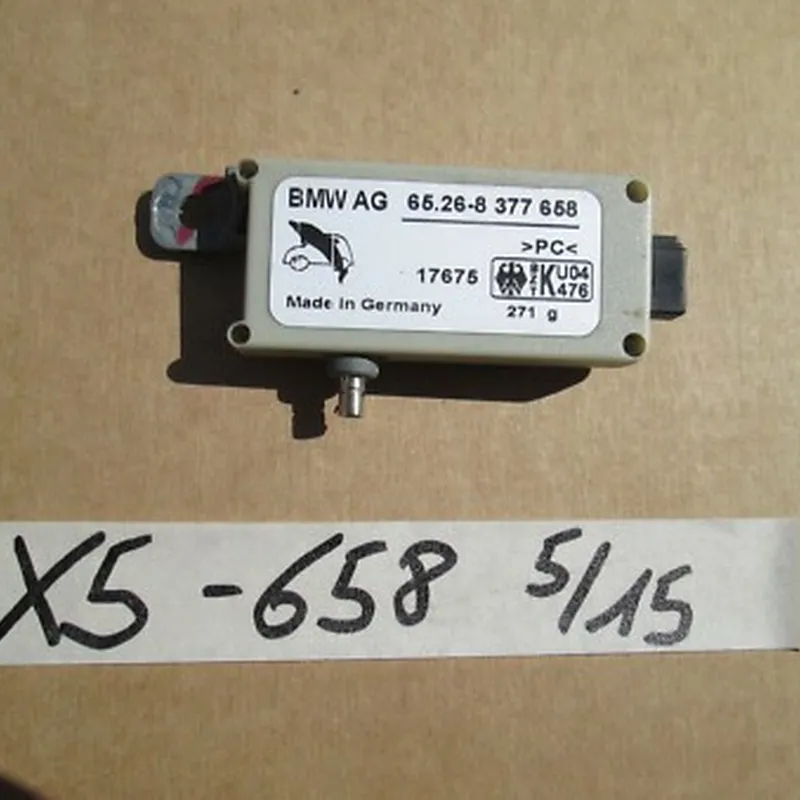 BMW AG 65.26-8 377 658
>PC<
17675
BZT K U04 476
Made in Germany
271 g
X5 -658 5/15